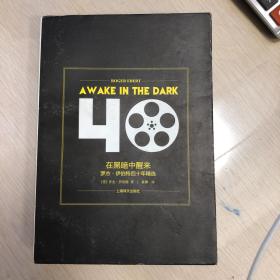 ROGER EBERT
AWAKE IN THE DARK
40
在黑暗中醒来
罗杰·伊伯特四十年精选
上海译文出版社